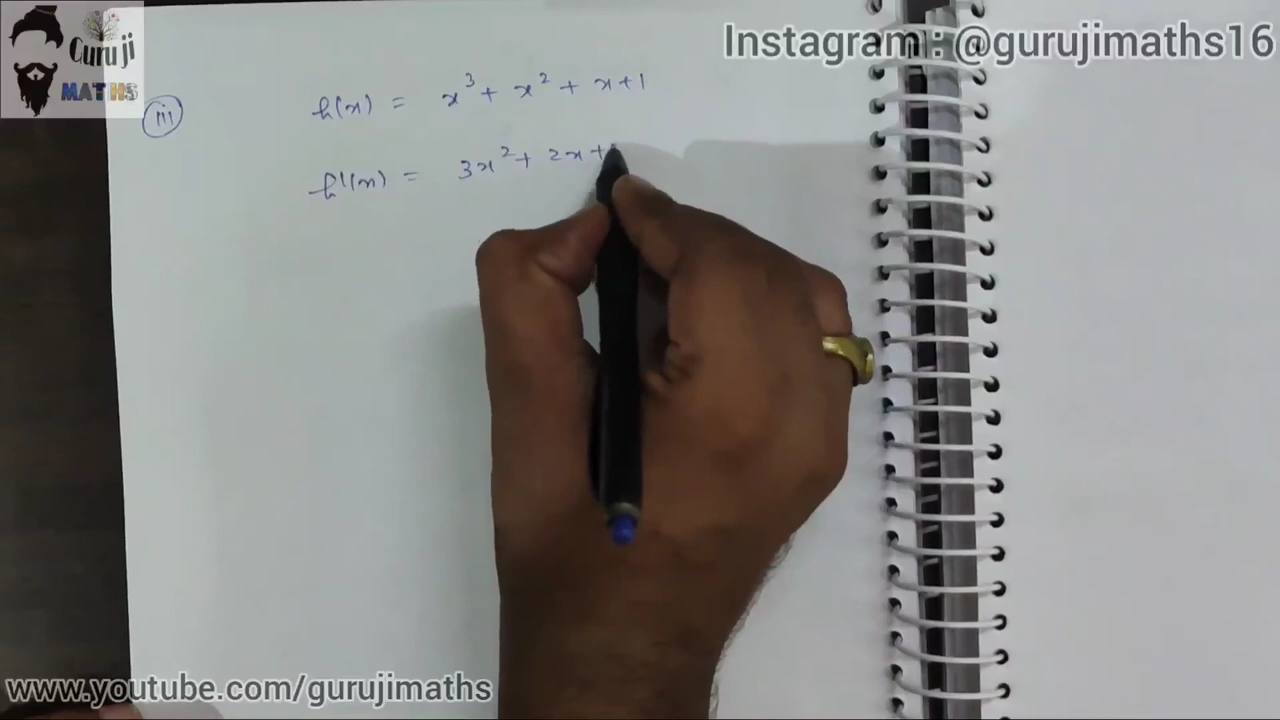 Guru ji
MATHS
Instagram : @gurujimaths16
(iii) h(x) = x³ + x² + x+1
h'(x) = 3x² + 2x+
www.youtube.com/gurujimaths